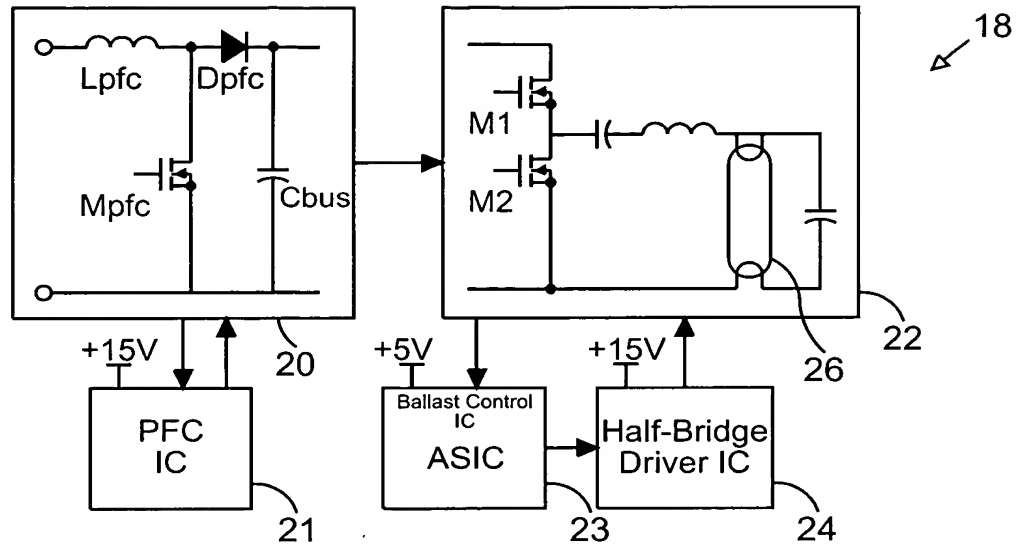 18
Lpfc
Dpfc
Mpfc
Cbus
M1
M2
20
22
26
+15V
PFC
IC
21
+5V
Ballast Control
IC
ASIC
23
+15V
Half-Bridge
Driver IC
24